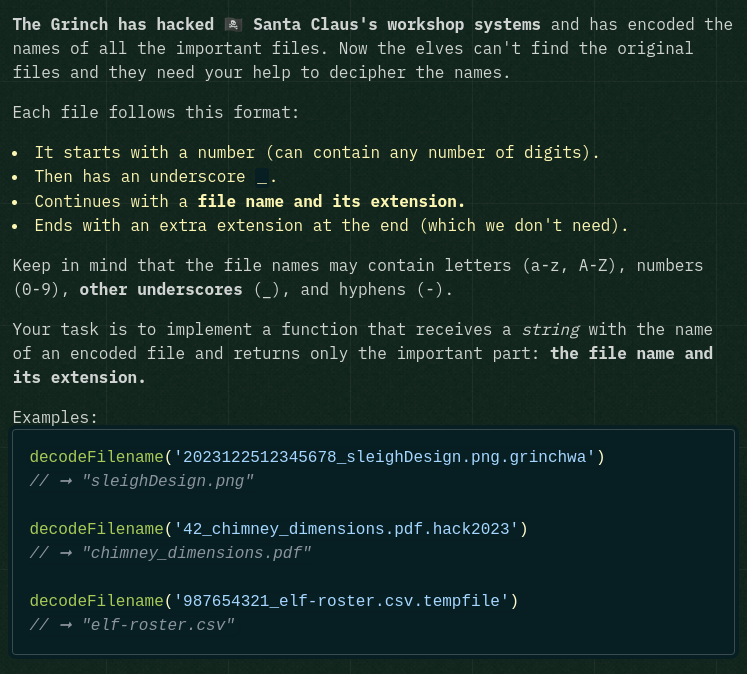 The Grinch has hacked 🏴‍☠️ Santa Claus's workshop systems and has encoded the
names of all the important files. Now the elves can't find the original
files and they need your help to decipher the names.
Each file follows this format:
• It starts with a number (can contain any number of digits).
• Then has an underscore _.
• Continues with a file name and its extension.
• Ends with an extra extension at the end (which we don't need).
Keep in mind that the file names may contain letters (a-z, A-Z), numbers
(0-9), other underscores (_), and hyphens (-).
Your task is to implement a function that receives a string with the name
of an encoded file and returns only the important part: the file name and
its extension.
Examples:
decodeFilename('2023122512345678_sleighDesign.png.grinchwa')
// ➞ "sleighDesign.png"
decodeFilename('42_chimney_dimensions.pdf.hack2023')
// ➞ "chimney_dimensions.pdf"
decodeFilename('987654321_elf-roster.csv.tempfile')
// ➞ "elf-roster.csv"